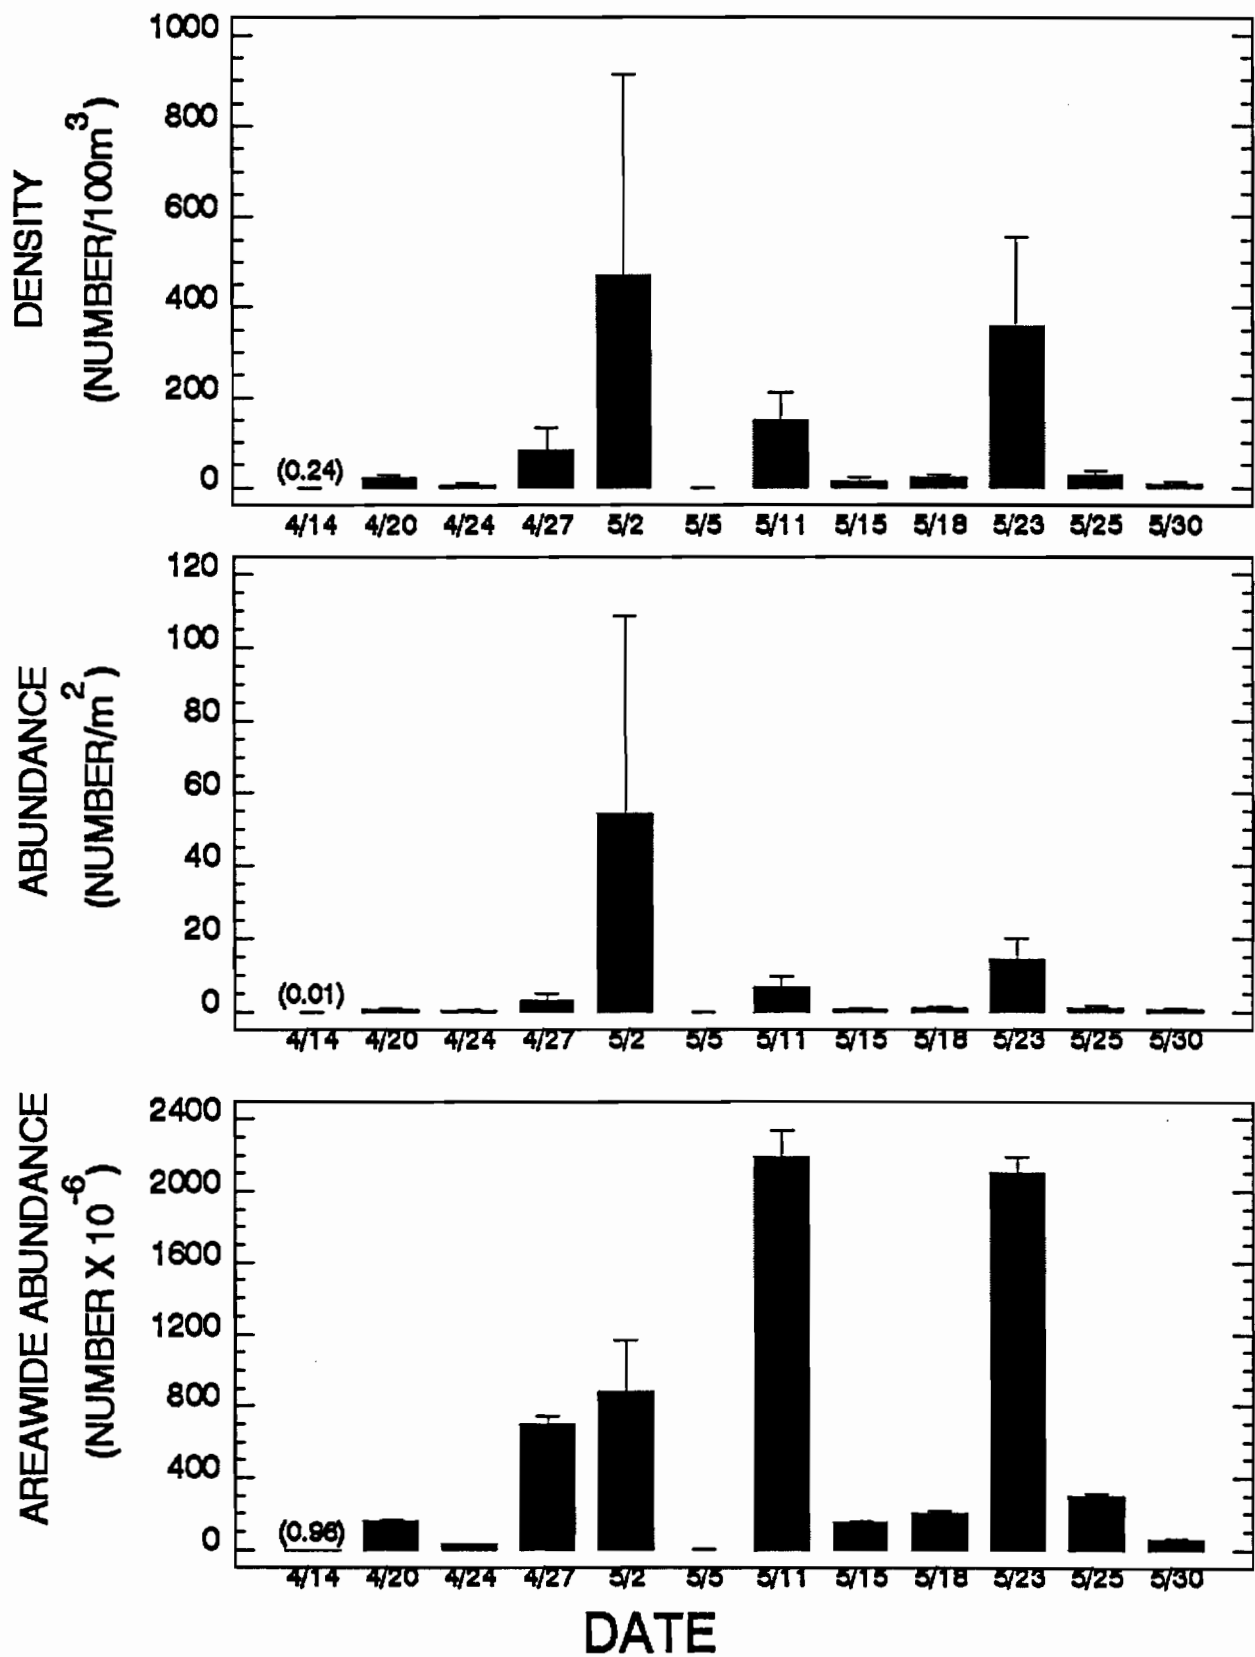 DENSITY
(NUMBER/100m³)
1000
800
600
400
200
0
(0.24)
4/14 4/20 4/24 4/27 5/2 5/5 5/11 5/15 5/18 5/23 5/25 5/30
ABUNDANCE
(NUMBER/m²)
120
100
80
60
40
20
0
(0.01)
4/14 4/20 4/24 4/27 5/2 5/5 5/11 5/15 5/18 5/23 5/25 5/30
AREAWIDE ABUNDANCE
(NUMBER X 10⁻⁶)
2400
2000
1600
1200
800
400
0
(0.96)
4/14 4/20 4/24 4/27 5/2 5/5 5/11 5/15 5/18 5/23 5/25 5/30
DATE